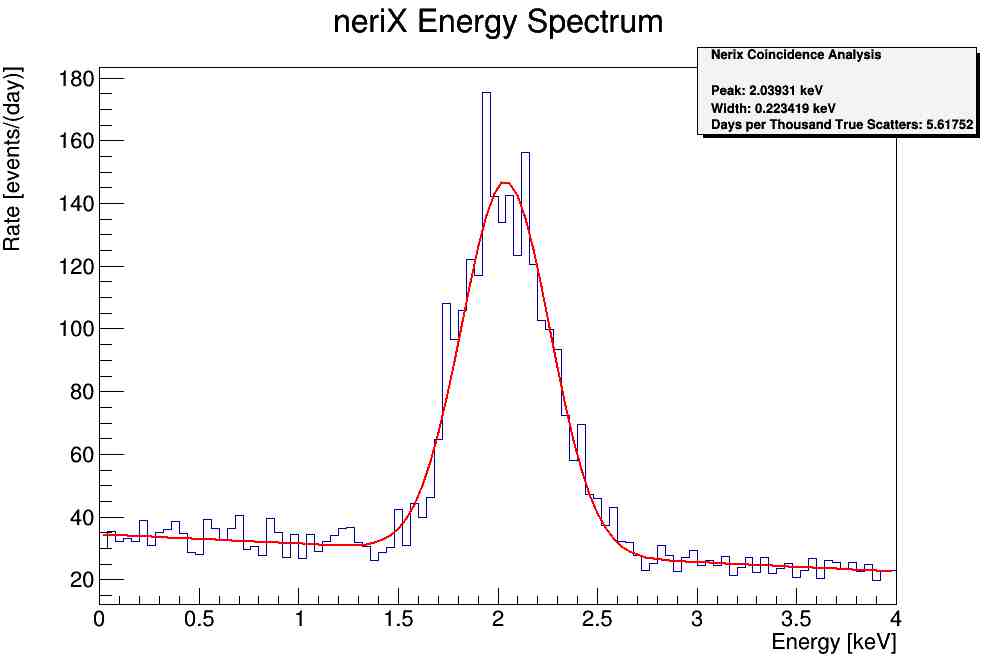 neriX Energy Spectrum
Nerix Coincidence Analysis
Peak: 2.03931 keV
Width: 0.223419 keV
Days per Thousand True Scatters: 5.61752
Rate [events/(day)]
180
160
140
120
100
80
60
40
20
0 0.5 1 1.5 2 2.5 3 3.5 4
Energy [keV]